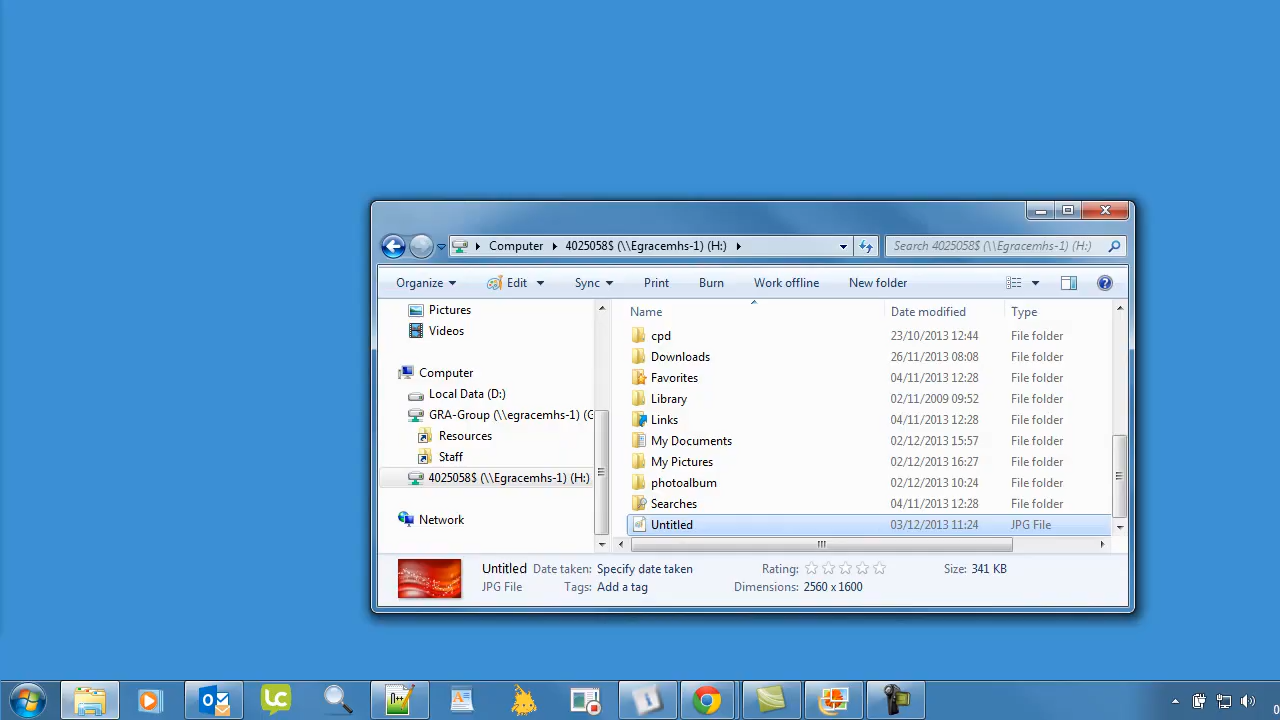 Computer 4025058$ (\\Egracemhs-1) (H:) Search 4025058$ (\\Egracemhs-1) (H:)
Organize Edit Sync Print Burn Work offline New folder
Pictures
Videos
Computer
Local Data (D:)
GRA-Group (\\egracemhs-1) (G
Resources
Staff
4025058$ (\\Egracemhs-1) (H:)
Network
Name Date modified Type
cpd 23/10/2013 12:44 File folder
Downloads 26/11/2013 08:08 File folder
Favorites 04/11/2013 12:28 File folder
Library 02/11/2009 09:52 File folder
Links 04/11/2013 12:28 File folder
My Documents 02/12/2013 15:57 File folder
My Pictures 02/12/2013 16:27 File folder
photoalbum 02/12/2013 10:24 File folder
Searches 04/11/2013 12:28 File folder
Untitled 03/12/2013 11:24 JPG File
Untitled Date taken: Specify date taken Rating: Size: 341 KB
JPG File Tags: Add a tag Dimensions: 2560 x 1600